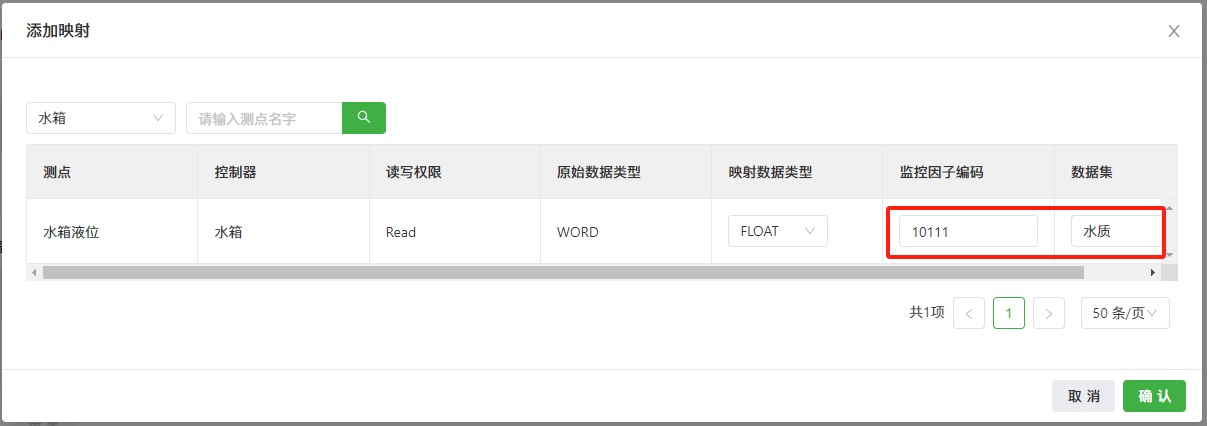 添加映射
水箱
请输入测点名字
测点 控制器 读写权限 原始数据类型 映射数据类型 监控因子编码 数据集
水箱液位 水箱 Read WORD FLOAT 10111 水质
共1项 1 50 条/页
取 消 确 认